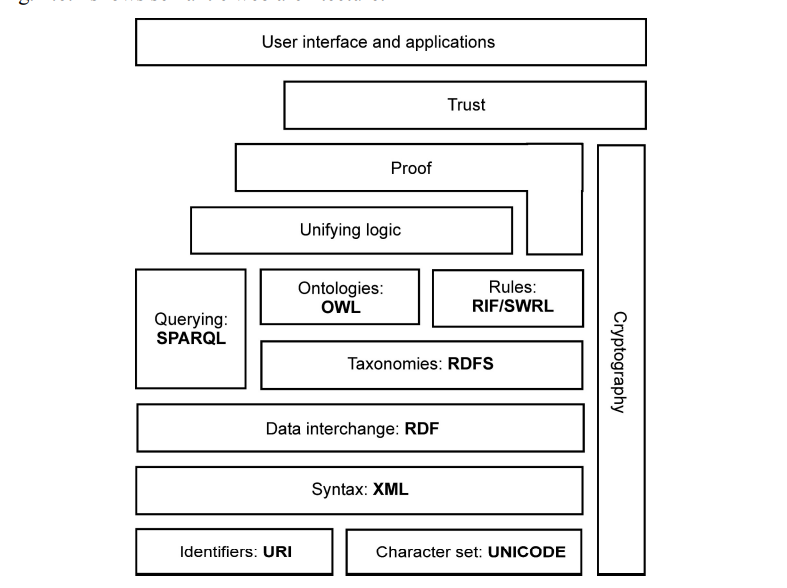 User interface and applications
Trust
Proof
Unifying logic
Querying:
SPARQL
Ontologies:
OWL
Rules:
RIF/SWRL
Taxonomies: RDFS
Data interchange: RDF
Syntax: XML
Identifiers: URI
Character set: UNICODE
Cryptography